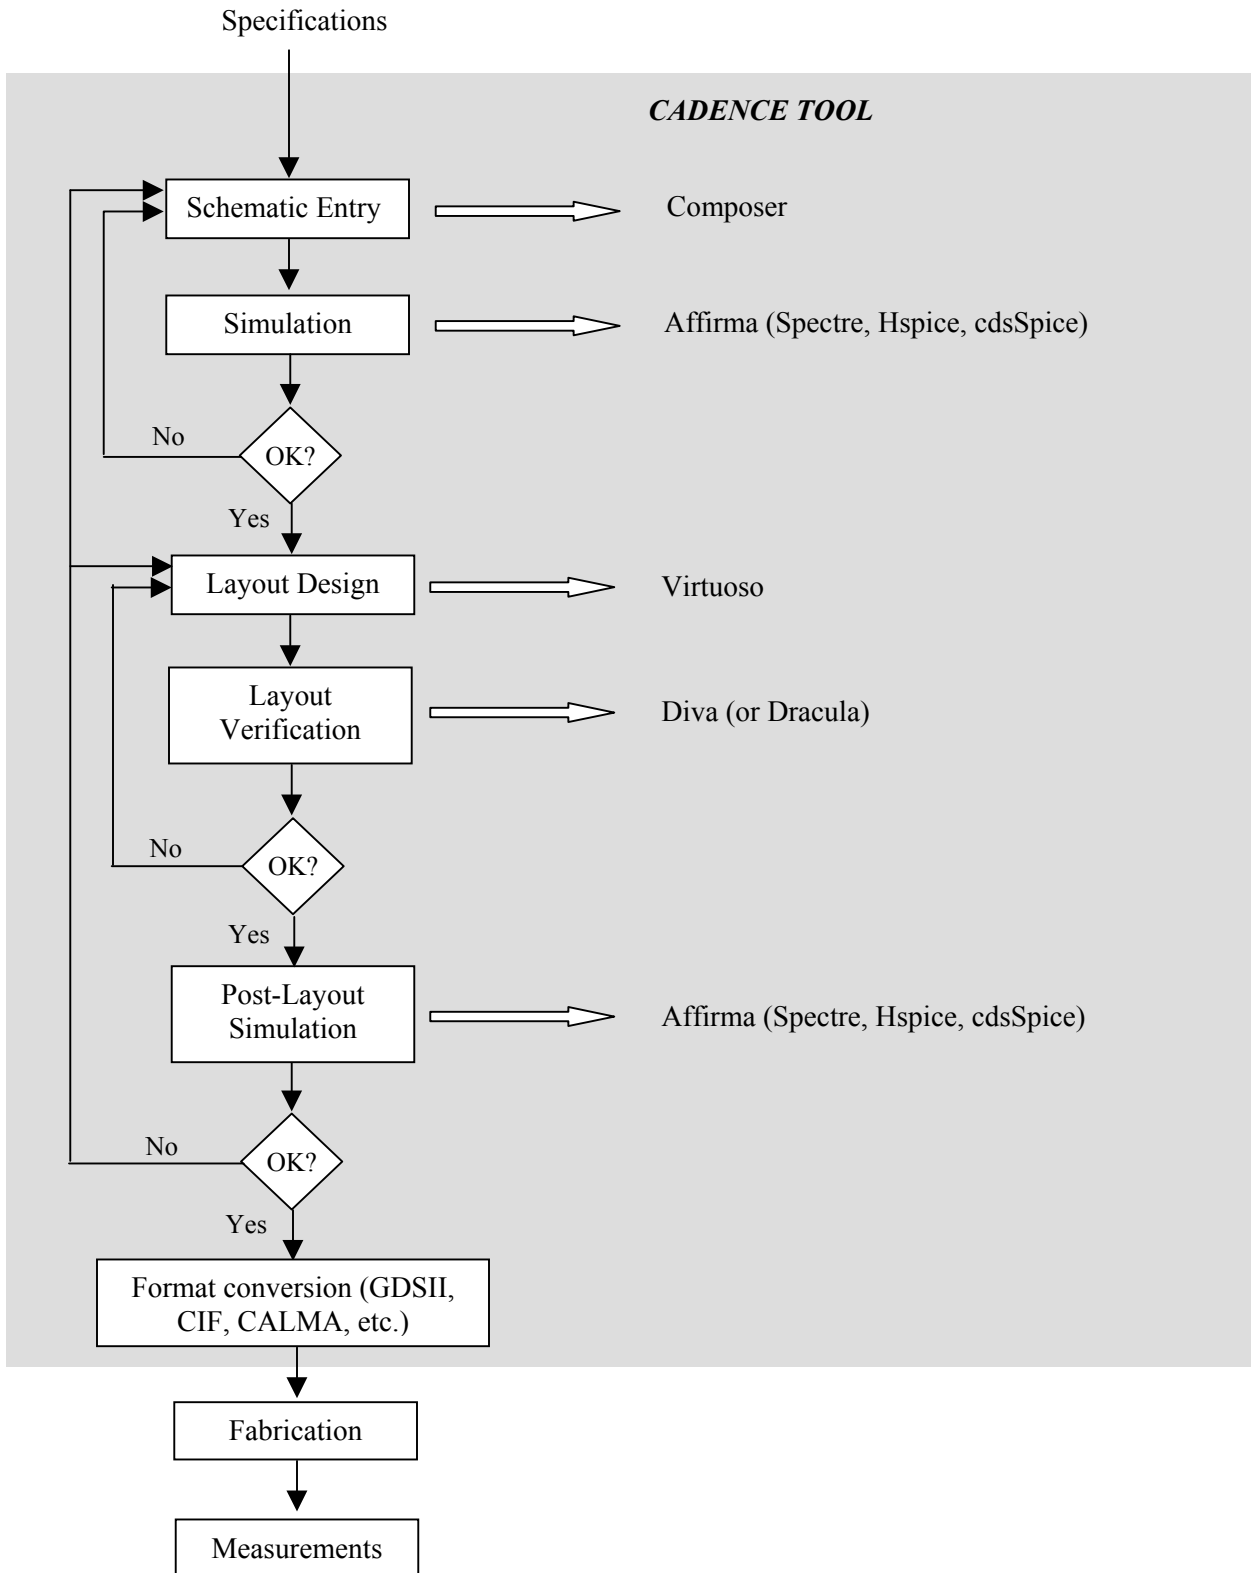 Specifications
CADENCE TOOL
Schematic Entry
Composer
Simulation
Affirma (Spectre, Hspice, cdsSpice)
No
OK?
Yes
Layout Design
Virtuoso
Layout
Verification
Diva (or Dracula)
No
OK?
Yes
Post-Layout
Simulation
Affirma (Spectre, Hspice, cdsSpice)
No
OK?
Yes
Format conversion (GDSII,
CIF, CALMA, etc.)
Fabrication
Measurements